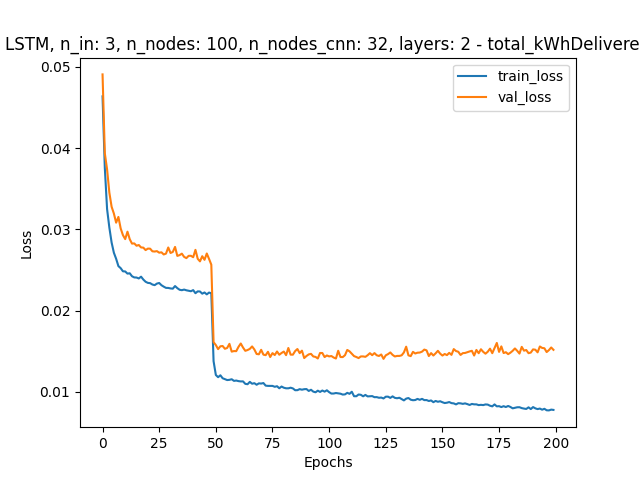 LSTM, n_in: 3, n_nodes: 100, n_nodes_cnn: 32, layers: 2 - total_kWhDelivere
train_loss
val_loss
0.05
0.04
0.03
0.02
0.01
Loss
0 25 50 75 100 125 150 175 200
Epochs